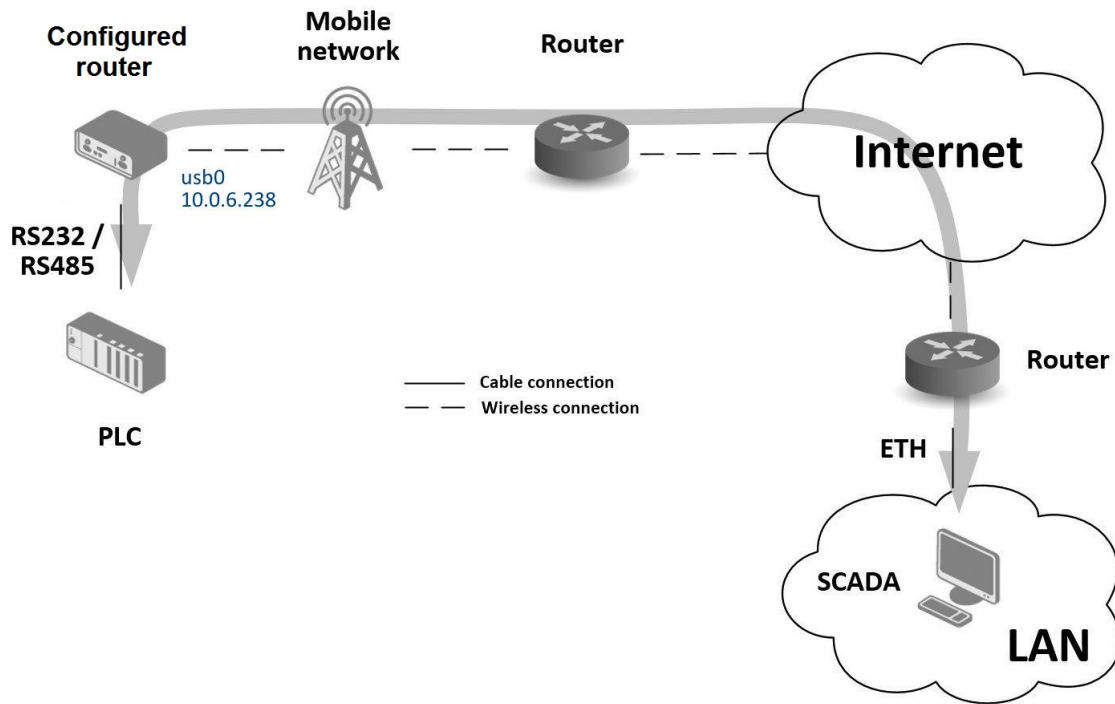 Configured
router
Mobile
network
Router
Internet
usb0
10.0.6.238
RS232 /
RS485
PLC
Cable connection
Wireless connection
Router
ETH
SCADA
LAN